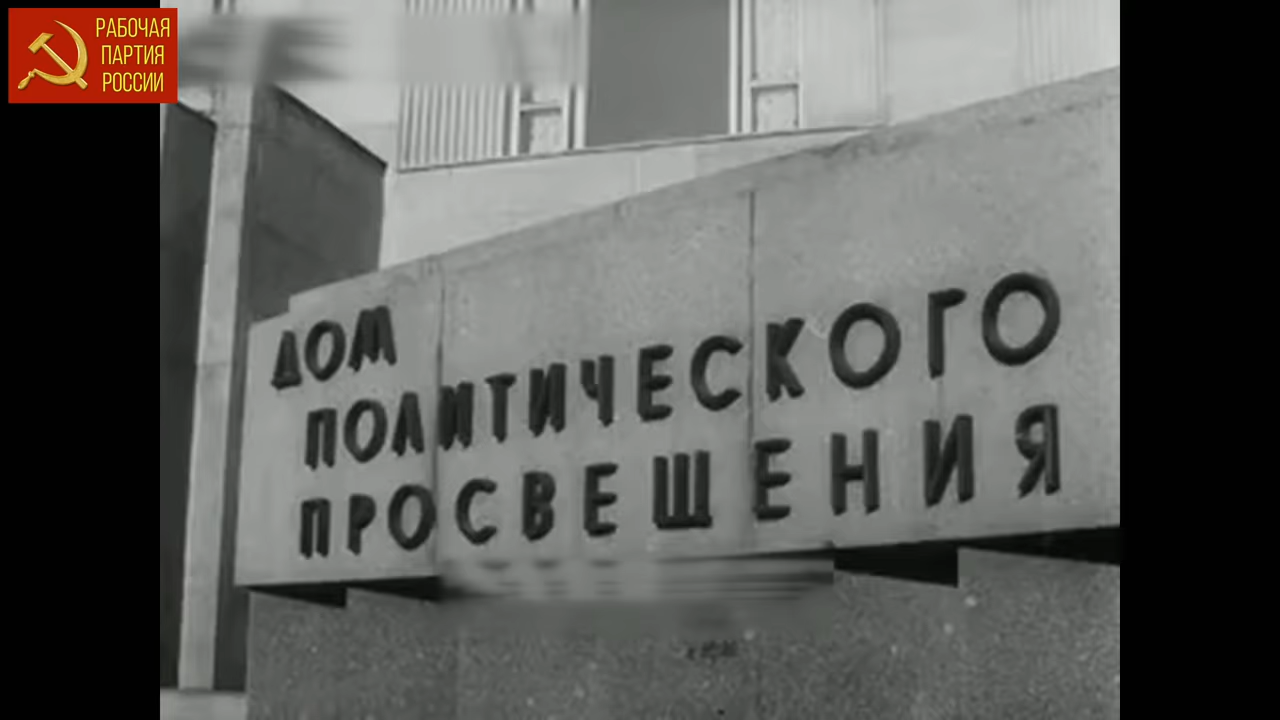 РАБОЧАЯ
ПАРТИЯ
РОССИИ
ДОМ
ПОЛИТИЧЕСКОГО
ПРОСВЕЩЕНИЯ